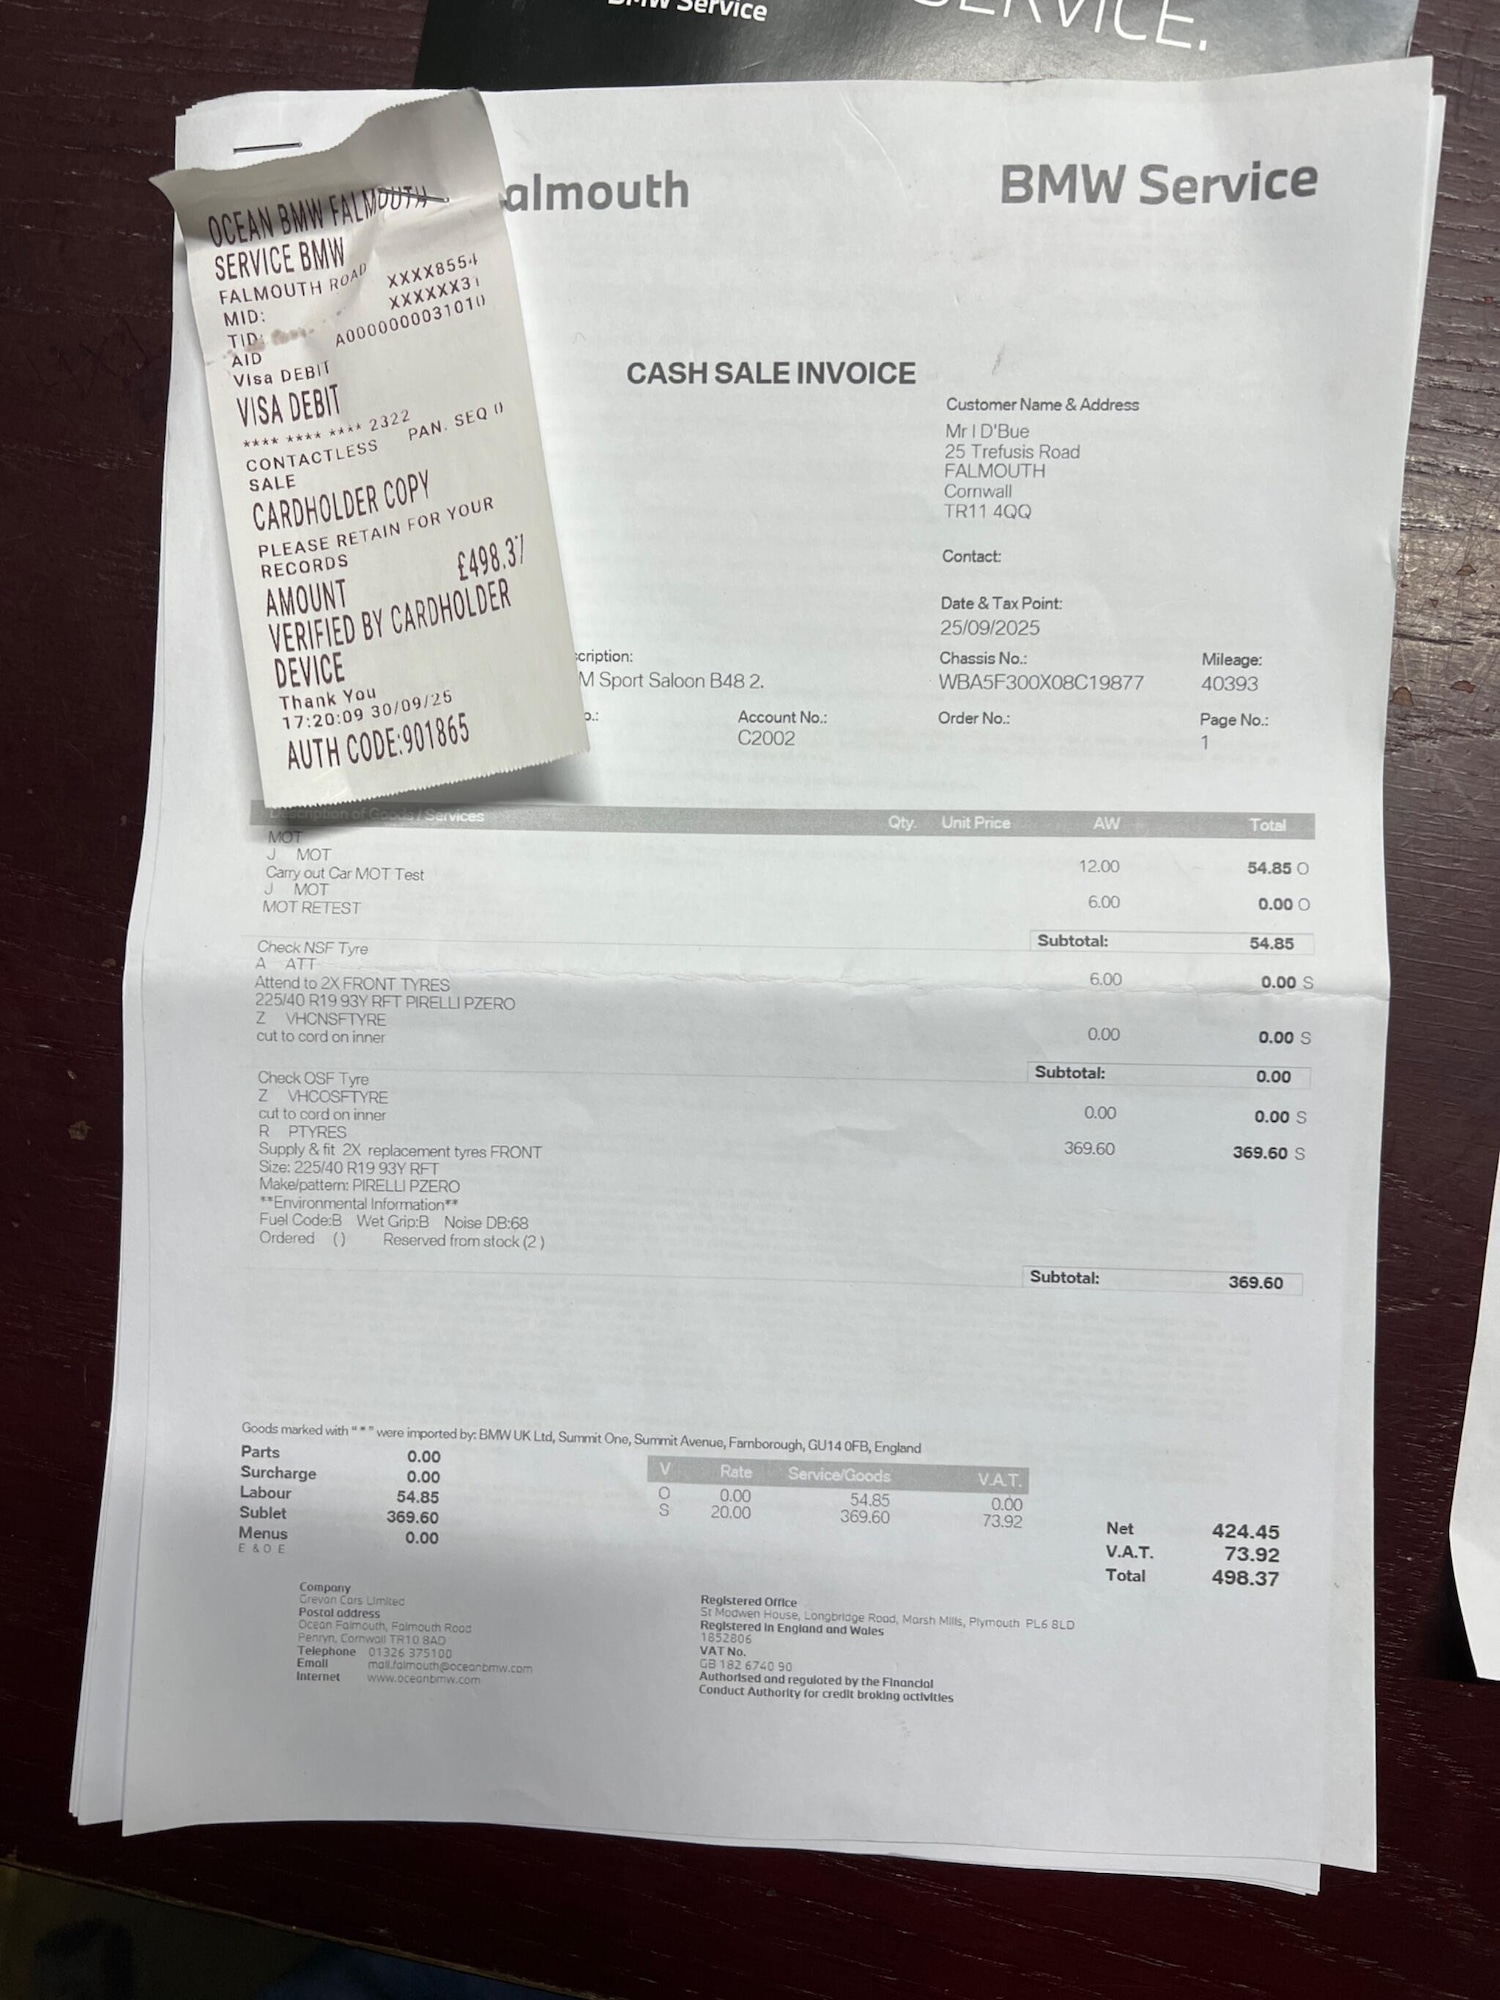 BMW Service
SERVICE.
almouth
BMW Service
OCEAN BMW FALMOUTH
SERVICE BMW
FALMOUTH ROAD
MID: XXXX8554
TID: XXXXXX31
AID A0000000031010
Visa DEBIT
VISA DEBIT
**** **** **** 2322
CONTACTLESS PAN. SEQ 0
SALE
CARDHOLDER COPY
PLEASE RETAIN FOR YOUR
RECORDS
AMOUNT £498.37
VERIFIED BY CARDHOLDER
DEVICE
Thank You
17:20:09 30/09/25
AUTH CODE:901865
CASH SALE INVOICE
Customer Name & Address
Mr I D'Bue
25 Trefusis Road
FALMOUTH
Cornwall
TR11 4QQ
Contact:
Date & Tax Point:
25/09/2025
scription: Chassis No.: Mileage:
M Sport Saloon B48 2. WBA5F300X08C19877 40393
o.: Account No.: Order No.: Page No.:
C2002 1
Description of Goods / Services Qty. Unit Price AW Total
MOT
J MOT
Carry out Car MOT Test 12.00 54.85 O
J MOT
MOT RETEST 6.00 0.00 O
Subtotal: 54.85
Check NSF Tyre
A ATT
Attend to 2X FRONT TYRES 6.00 0.00 S
225/40 R19 93Y RFT PIRELLI PZERO
Z VHCNSFTYRE
cut to cord on inner 0.00 0.00 S
Subtotal: 0.00
Check OSF Tyre
Z VHCOSFTYRE
cut to cord on inner 0.00 0.00 S
R PTYRES
Supply & fit 2X replacement tyres FRONT 369.60 369.60 S
Size: 225/40 R19 93Y RFT
Make/pattern: PIRELLI PZERO
**Environmental Information**
Fuel Code:B Wet Grip:B Noise DB:68
Ordered ( ) Reserved from stock (2 )
Subtotal: 369.60
Goods marked with "*" were imported by: BMW UK Ltd, Summit One, Summit Avenue, Farnborough, GU14 0FB, England
Parts 0.00
Surcharge 0.00
Labour 54.85
Sublet 369.60
Menus 0.00
E & O E
V Rate Service/Goods V.A.T.
O 0.00 54.85 0.00
S 20.00 369.60 73.92
Net 424.45
V.A.T. 73.92
Total 498.37
Company
Grevan Cars Limited
Postal address
Ocean Falmouth, Falmouth Road
Penryn, Cornwall TR10 8AD
Telephone 01326 375100
Email mail.falmouth@oceanbmw.com
Internet www.oceanbmw.com
Registered Office
St Modwen House, Longbridge Road, Marsh Mills, Plymouth PL6 8LD
Registered in England and Wales
1852806
VAT No.
GB 182 6740 90
Authorised and regulated by the Financial
Conduct Authority for credit broking activities